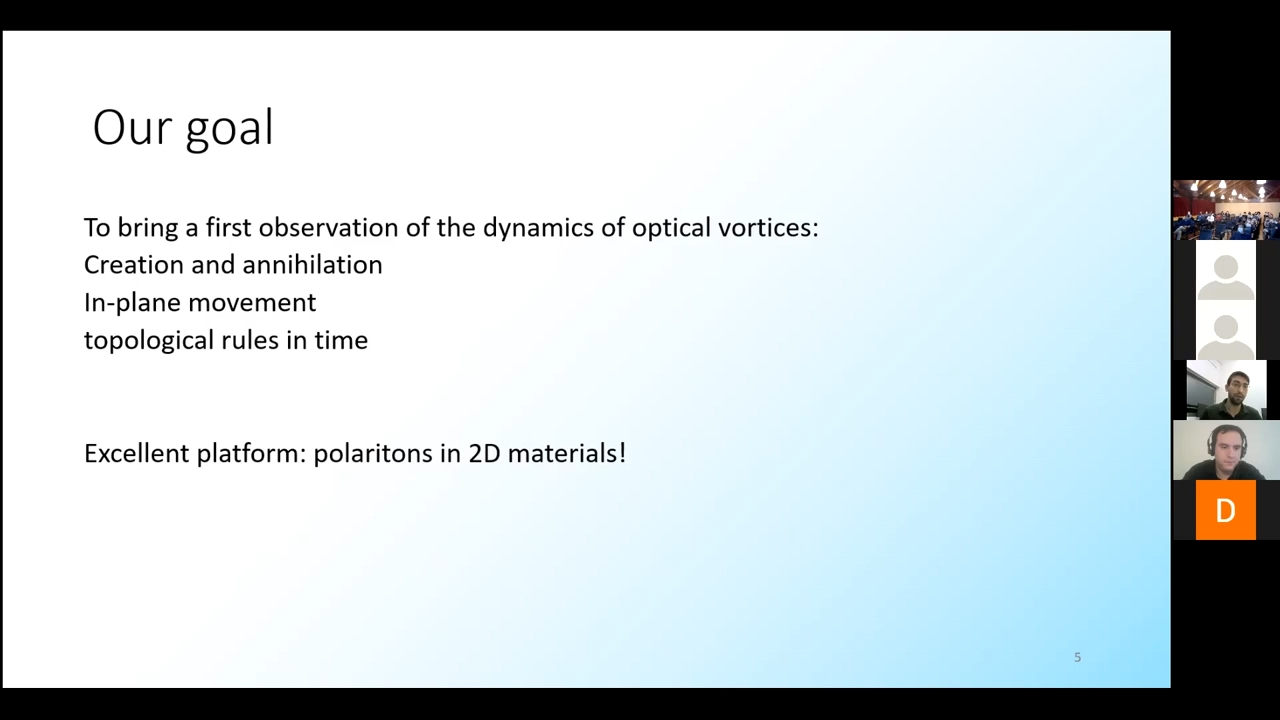 Our goal
To bring a first observation of the dynamics of optical vortices:
Creation and annihilation
In-plane movement
topological rules in time
Excellent platform: polaritons in 2D materials!
5
D